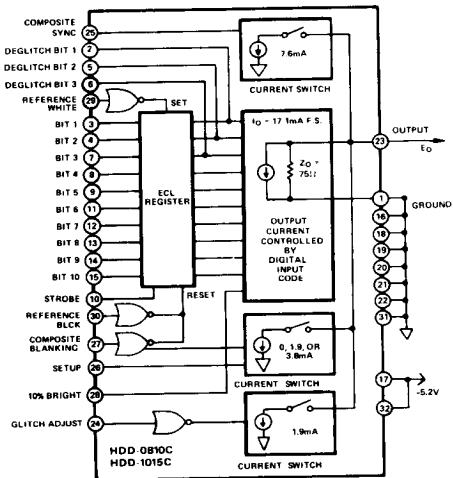 COMPOSITE
SYNC 25
DEGLITCH BIT 1 2
DEGLITCH BIT 2 5
DEGLITCH BIT 3 6
REFERENCE
WHITE 29
SET
BIT 1 3
BIT 2 4
BIT 3 7
BIT 4 8
BIT 5 9
BIT 6 11
BIT 7 12
BIT 8 13
BIT 9 14
BIT 10 15
STROBE 10
REFERENCE
BLCK 30
COMPOSITE
BLANKING 27
SETUP 26
10% BRIGHT 28
GLITCH ADJUST 24
ECL
REGISTER
RESET
7.6mA
CURRENT SWITCH
IO = 17.1mA F.S.
ZO =
75Ω
OUTPUT
CURRENT
CONTROLLED
BY
DIGITAL
INPUT
CODE
0, 1.9, OR
3.8mA
CURRENT SWITCH
1.9mA
CURRENT SWITCH
23 OUTPUT
EO
1
GROUND
16
18
19
20
21
22
31
17
-5.2V
32
HDD-0810C
HDD-1015C